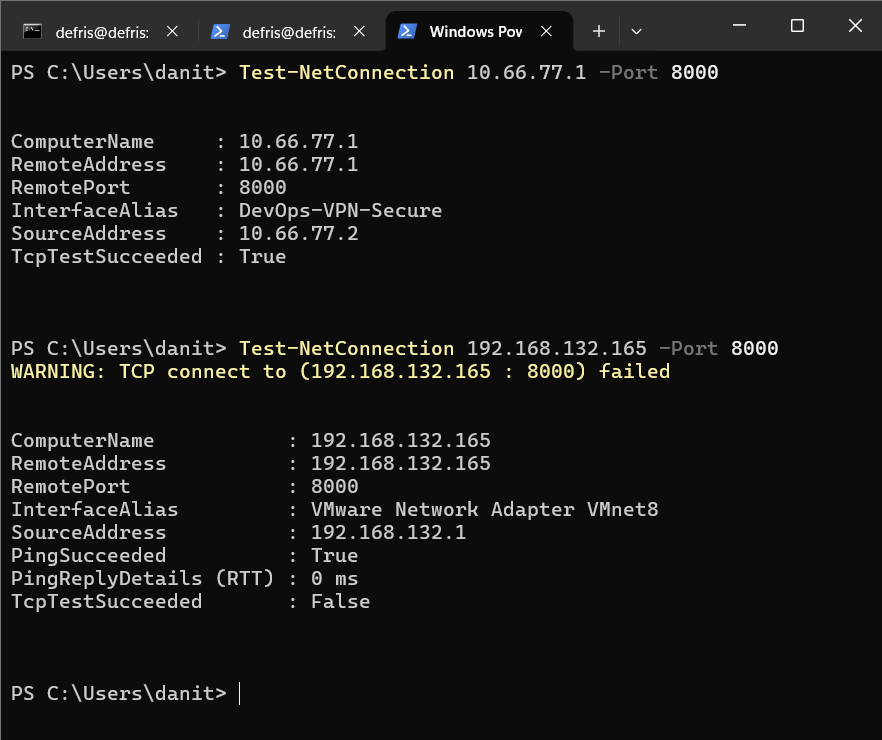 defris@defris: defris@defris: Windows Pow
PS C:\Users\danit> Test-NetConnection 10.66.77.1 -Port 8000
ComputerName     : 10.66.77.1
RemoteAddress    : 10.66.77.1
RemotePort       : 8000
InterfaceAlias   : DevOps-VPN-Secure
SourceAddress    : 10.66.77.2
TcpTestSucceeded : True
PS C:\Users\danit> Test-NetConnection 192.168.132.165 -Port 8000
WARNING: TCP connect to (192.168.132.165 : 8000) failed
ComputerName           : 192.168.132.165
RemoteAddress          : 192.168.132.165
RemotePort             : 8000
InterfaceAlias         : VMware Network Adapter VMnet8
SourceAddress          : 192.168.132.1
PingSucceeded          : True
PingReplyDetails (RTT) : 0 ms
TcpTestSucceeded       : False
PS C:\Users\danit>